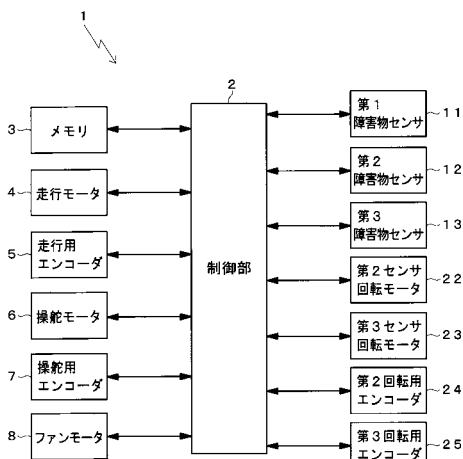 1
2
制御部
3
メモリ
4
走行モータ
5
走行用
エンコーダ
6
操舵モータ
7
操舵用
エンコーダ
8
ファンモータ
第1
障害物センサ
11
第2
障害物センサ
12
第3
障害物センサ
13
第2センサ
回転モータ
22
第3センサ
回転モータ
23
第2回転用
エンコーダ
24
第3回転用
エンコーダ
25